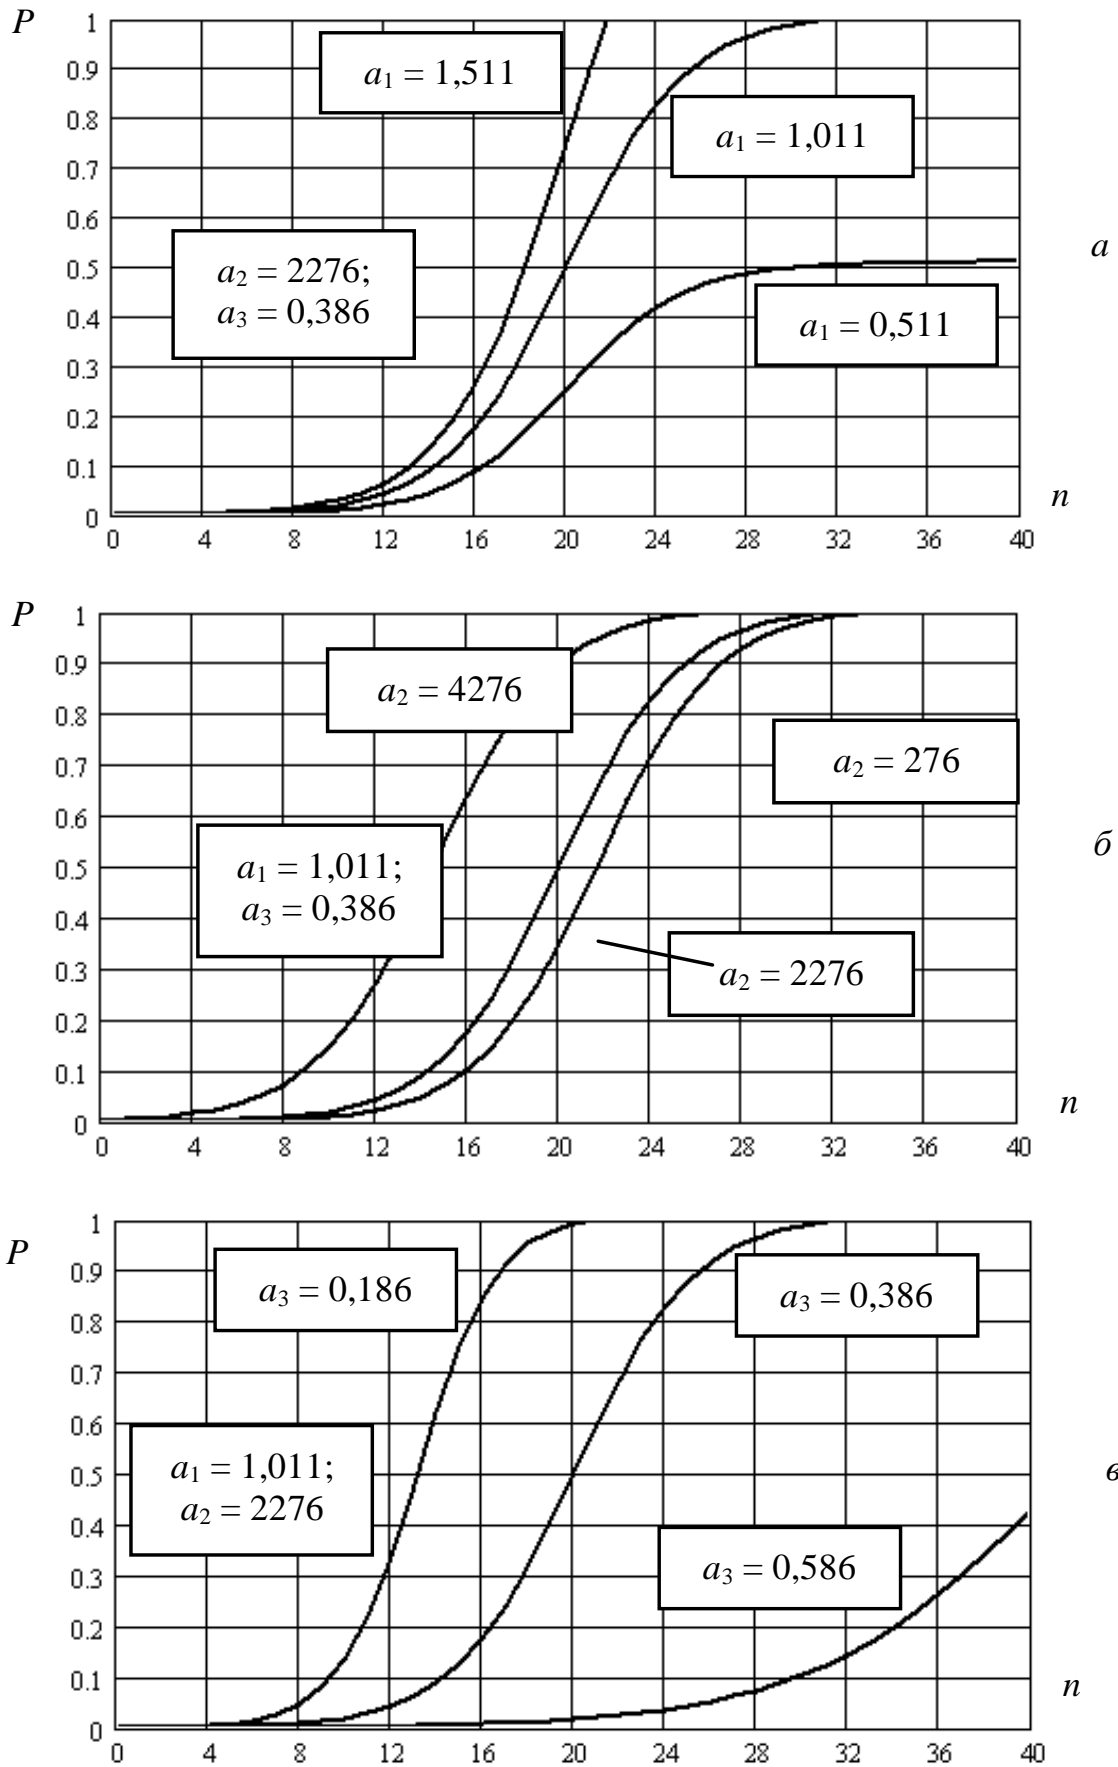 P
1
0.9
0.8
0.7
0.6
0.5
0.4
0.3
0.2
0.1
0
a₁ = 1,511
a₁ = 1,011
a₂ = 2276;
a₃ = 0,386
a₁ = 0,511
а
n
0 4 8 12 16 20 24 28 32 36 40
P
1
0.9
0.8
0.7
0.6
0.5
0.4
0.3
0.2
0.1
0
a₂ = 4276
a₂ = 276
a₁ = 1,011;
a₃ = 0,386
a₂ = 2276
б
n
0 4 8 12 16 20 24 28 32 36 40
P
1
0.9
0.8
0.7
0.6
0.5
0.4
0.3
0.2
0.1
0
a₃ = 0,186
a₃ = 0,386
a₁ = 1,011;
a₂ = 2276
a₃ = 0,586
в
n
0 4 8 12 16 20 24 28 32 36 40